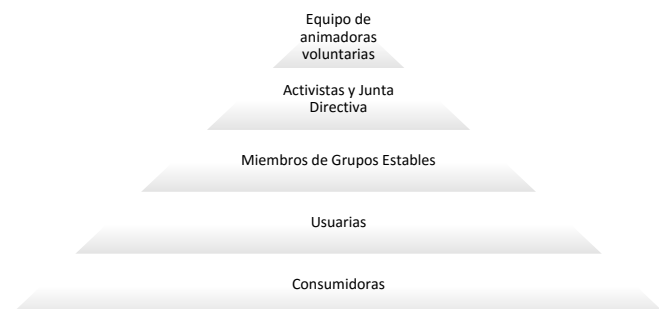 Equipo de
animadoras
voluntarias
Activistas y Junta
Directiva
Miembros de Grupos Estables
Usuarias
Consumidoras